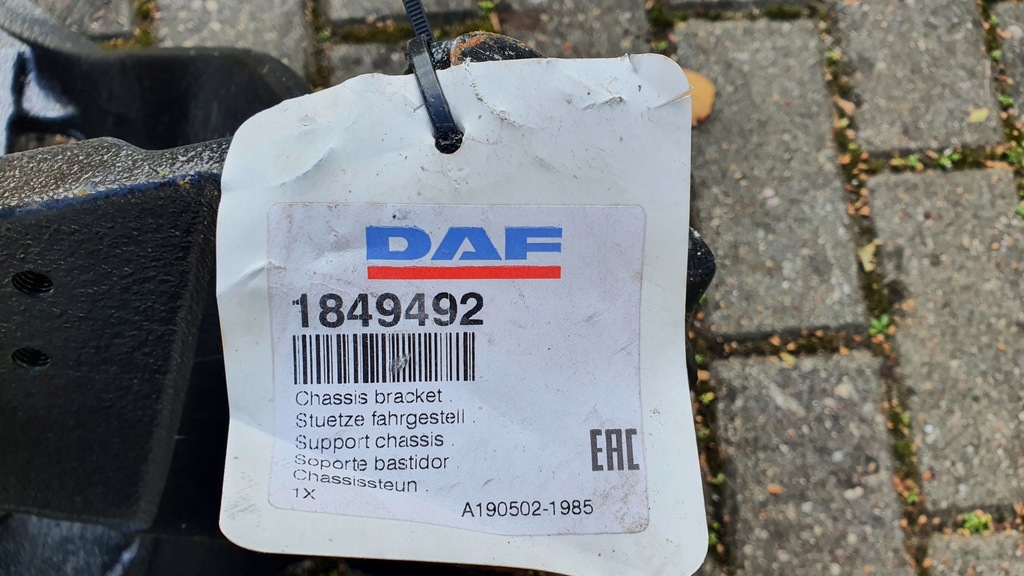 DAF
1849492
Chassis bracket .
Stuetze fahrgestell .
Support chassis .
Soporte bastidor .
Chassissteun .
1X
EAC
A190502-1985